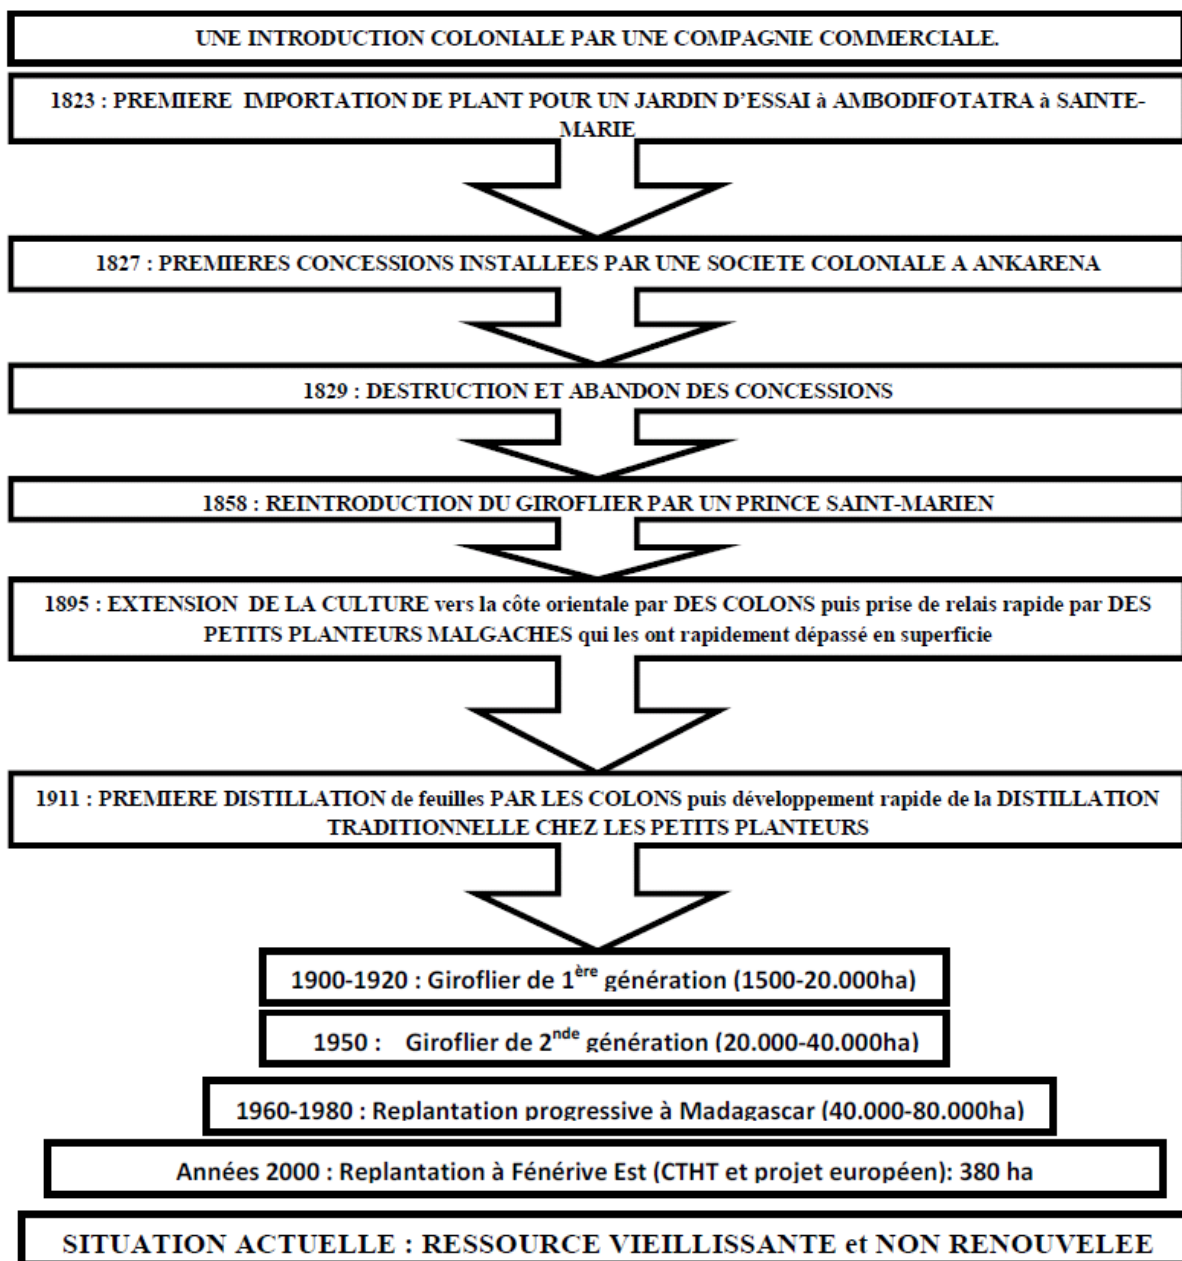 UNE INTRODUCTION COLONIALE PAR UNE COMPAGNIE COMMERCIALE.
1823 : PREMIERE IMPORTATION DE PLANT POUR UN JARDIN D'ESSAI à AMBODIFOTATRA à SAINTE-
MARIE
1827 : PREMIERES CONCESSIONS INSTALLEES PAR UNE SOCIETE COLONIALE A ANKARENA
1829 : DESTRUCTION ET ABANDON DES CONCESSIONS
1858 : REINTRODUCTION DU GIROFLIER PAR UN PRINCE SAINT-MARIEN
1895 : EXTENSION DE LA CULTURE vers la côte orientale par DES COLONS puis prise de relais rapide par DES
PETITS PLANTEURS MALGACHES qui les ont rapidement dépassé en superficie
1911 : PREMIERE DISTILLATION de feuilles PAR LES COLONS puis développement rapide de la DISTILLATION
TRADITIONNELLE CHEZ LES PETITS PLANTEURS
1900-1920 : Giroflier de 1ère génération (1500-20.000ha)
1950 : Giroflier de 2nde génération (20.000-40.000ha)
1960-1980 : Replantation progressive à Madagascar (40.000-80.000ha)
Années 2000 : Replantation à Fénérive Est (CTHT et projet européen): 380 ha
SITUATION ACTUELLE : RESSOURCE VIEILLISSANTE et NON RENOUVELEE